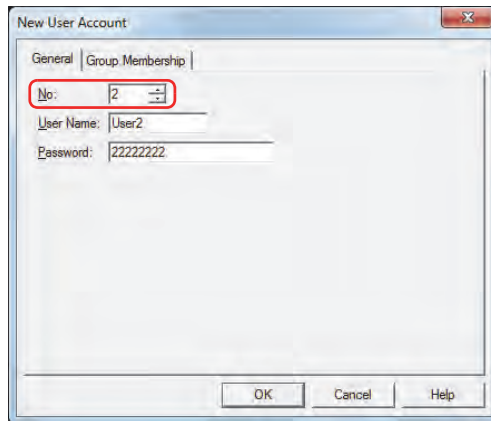 New User Account
General Group Membership
No: 2
User Name: User2
Password: 22222222
OK Cancel Help